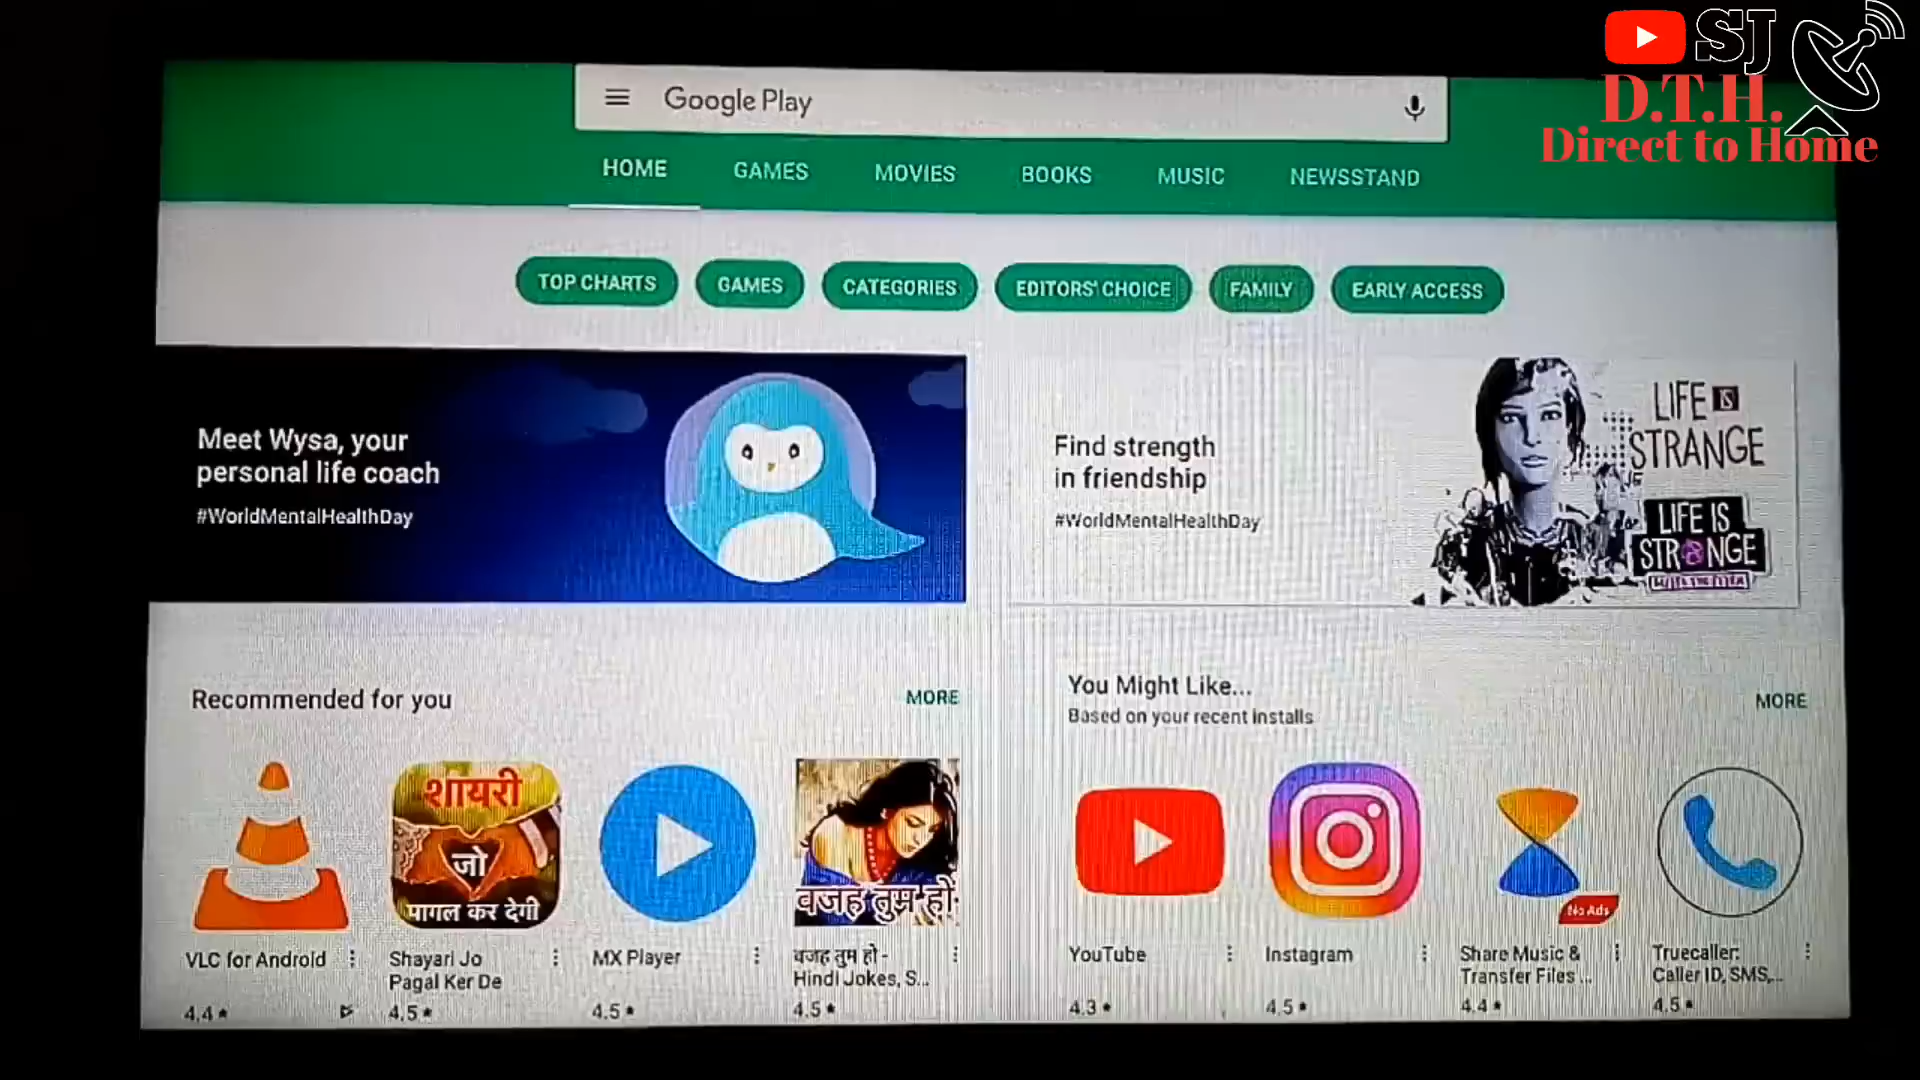 SJ
D.T.H.
Direct to Home
Google Play
HOME GAMES MOVIES BOOKS MUSIC NEWSSTAND
TOP CHARTS GAMES CATEGORIES EDITORS' CHOICE FAMILY EARLY ACCESS
Meet Wysa, your
personal life coach
#WorldMentalHealthDay
Find strength
in friendship
#WorldMentalHealthDay
LIFE IS
STRANGE
LIFE IS
STRANGE
Recommended for you MORE
शायरी
जो
पागल कर देगी
वजह तुम हो
VLC for Android
Shayari Jo
Pagal Ker De
MX Player
वजह तुम हो -
Hindi Jokes, S...
4.4★ 4.5★ 4.5★ 4.5★
You Might Like...
Based on your recent installs
MORE
No Ads
YouTube
Instagram
Share Music &
Transfer Files ...
Truecaller:
Caller ID, SMS,...
4.3★ 4.5★ 4.4★ 4.5★